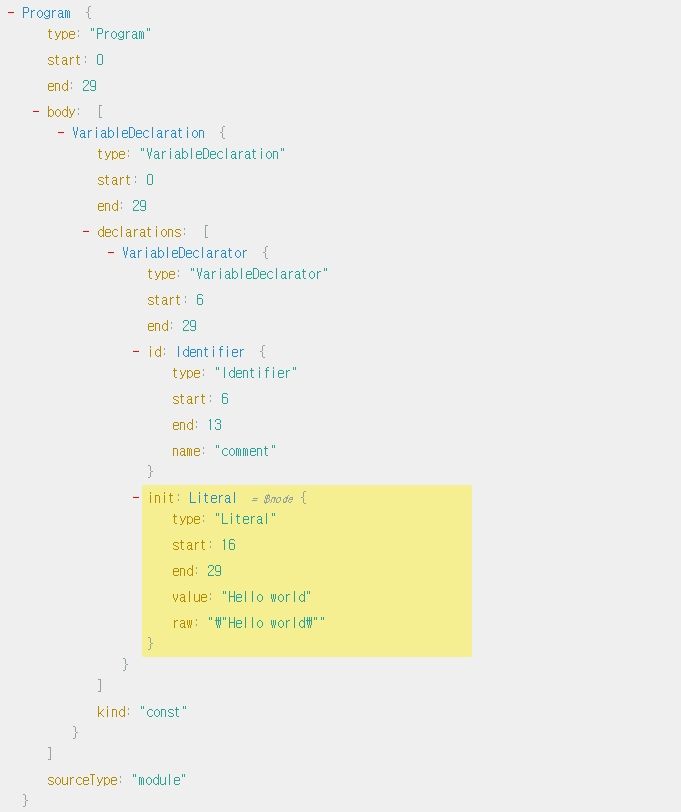 - Program {
type: "Program"
start: 0
end: 29
- body: [
- VariableDeclaration {
type: "VariableDeclaration"
start: 0
end: 29
- declarations: [
- VariableDeclarator {
type: "VariableDeclarator"
start: 6
end: 29
- id: Identifier {
type: "Identifier"
start: 6
end: 13
name: "comment"
}
- init: Literal = $node {
type: "Literal"
start: 16
end: 29
value: "Hello world"
raw: "₩"Hello world₩""
}
}
]
kind: "const"
}
]
sourceType: "module"
}